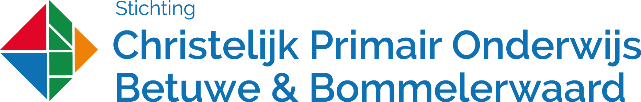 Stichting
Christelijk Primair Onderwijs
Betuwe & Bommelerwaard